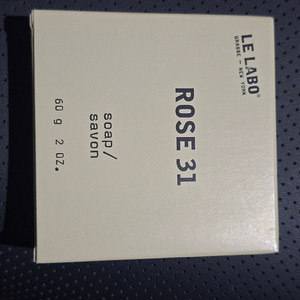 LE LABO®
GRASSE — NEW YORK
ROSE 31
soap/
savon
60 g  2 OZ.